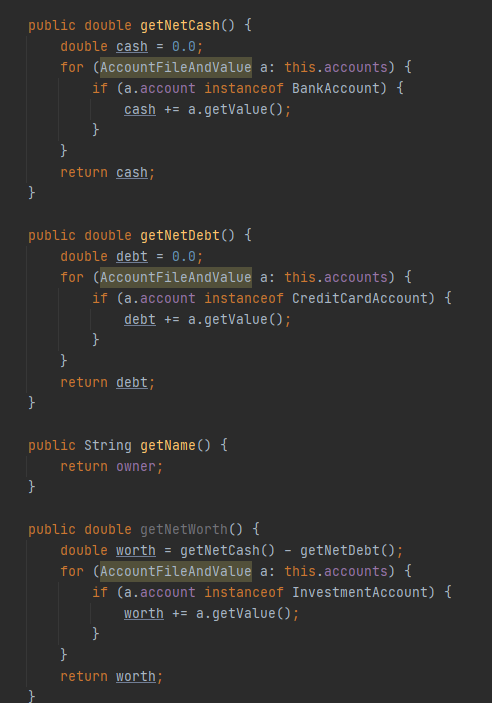 public double getNetCash() {
    double cash = 0.0;
    for (AccountFileAndValue a: this.accounts) {
        if (a.account instanceof BankAccount) {
            cash += a.getValue();
        }
    }
    return cash;
}
public double getNetDebt() {
    double debt = 0.0;
    for (AccountFileAndValue a: this.accounts) {
        if (a.account instanceof CreditCardAccount) {
            debt += a.getValue();
        }
    }
    return debt;
}
public String getName() {
    return owner;
}
public double getNetWorth() {
    double worth = getNetCash() - getNetDebt();
    for (AccountFileAndValue a: this.accounts) {
        if (a.account instanceof InvestmentAccount) {
            worth += a.getValue();
        }
    }
    return worth;
}